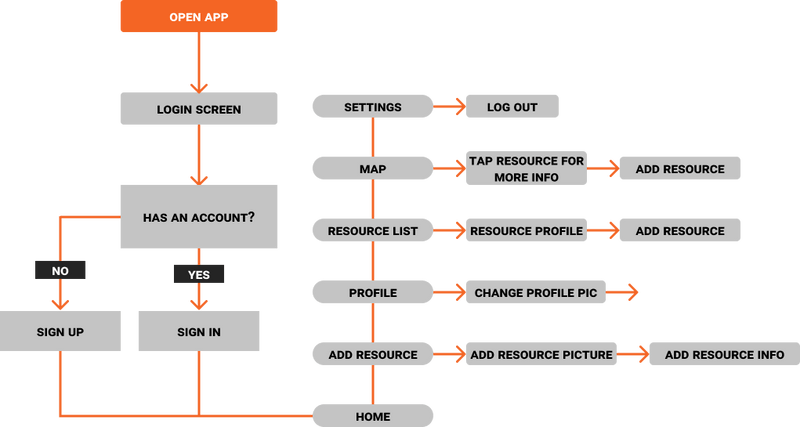 OPEN APP
LOGIN SCREEN
HAS AN ACCOUNT?
NO
YES
SIGN UP
SIGN IN
SETTINGS
LOG OUT
MAP
TAP RESOURCE FOR
MORE INFO
ADD RESOURCE
RESOURCE LIST
RESOURCE PROFILE
ADD RESOURCE
PROFILE
CHANGE PROFILE PIC
ADD RESOURCE
ADD RESOURCE PICTURE
ADD RESOURCE INFO
HOME